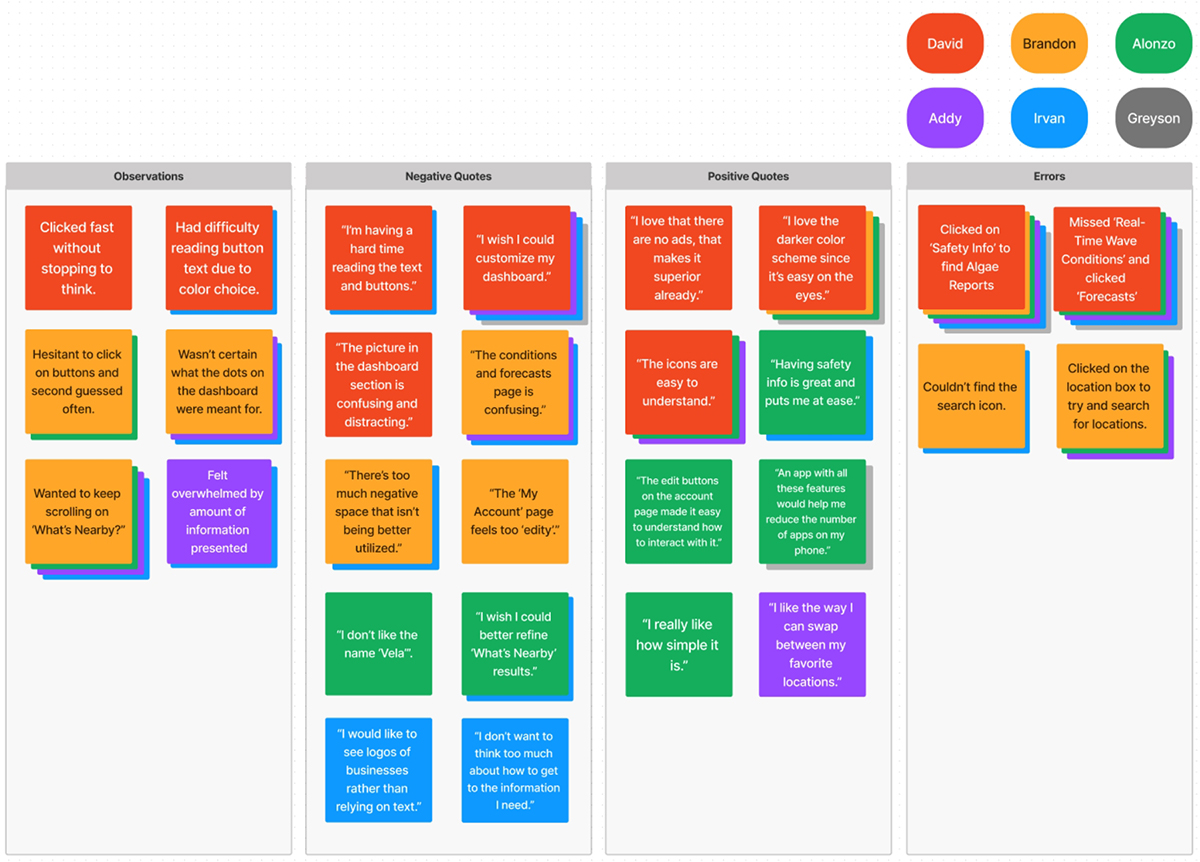 David
Brandon
Alonzo
Addy
Irvan
Greyson
Observations
Clicked fast
without
stopping to
think.
Had difficulty
reading button
text due to
color choice.
Hesitant to click
on buttons and
second guessed
often.
Wasn’t certain
what the dots on
the dashboard
were meant for.
Wanted to keep
scrolling on
‘What’s Nearby?”
Felt
overwhelmed by
amount of
information
presented
Negative Quotes
“I’m having a
hard time
reading the text
and buttons.”
“I wish I could
customize my
dashboard.”
“The picture in
the dashboard
section is
confusing and
distracting.”
“The conditions
and forecasts
page is
confusing.”
“There’s too
much negative
space that isn’t
being better
utilized.”
“The ‘My
Account’ page
feels too ‘edity’.”
“I don’t like the
name ‘Vela’”.
“I wish I could
better refine
‘What’s Nearby’
results.”
“I would like to
see logos of
businesses
rather than
relying on text.”
“I don’t want to
think too much
about how to get
to the information
I need.”
Positive Quotes
“I love that there
are no ads, that
makes it
superior
already.”
“I love the
darker color
scheme since
it’s easy on the
eyes.”
“The icons are
easy to
understand.”
“Having safety
info is great and
puts me at ease.”
“The edit buttons
on the account
page made it easy
to understand how
to interact with it.”
“An app with all
these features
would help me
reduce the number
of apps on my
phone.”
“I really like
how simple it
is.”
“I like the way I
can swap
between my
favorite
locations.”
Errors
Clicked on
‘Safety Info’ to
find Algae
Reports
Missed ‘Real-
Time Wave
Conditions’ and
clicked
‘Forecasts’
Couldn’t find the
search icon.
Clicked on the
location box to
try and search
for locations.